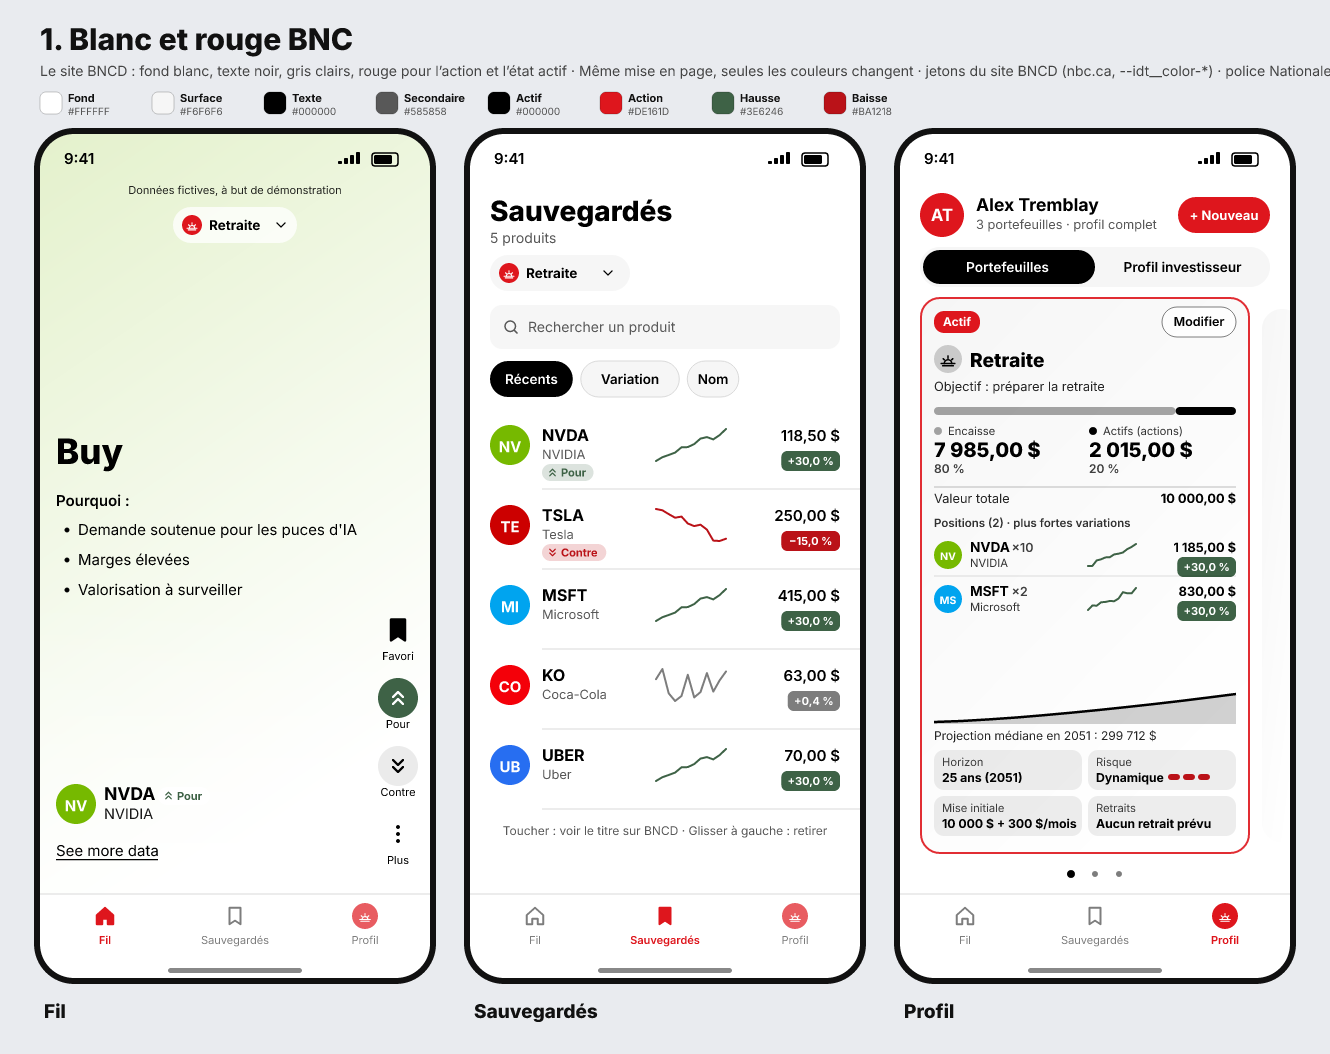 1. Blanc et rouge BNC
Le site BNCD : fond blanc, texte noir, gris clairs, rouge pour l'action et l'état actif · Même mise en page, seules les couleurs changent · jetons du site BNCD (nbc.ca, --idt__color-*) · police Nationale
Fond
#FFFFFF
Surface
#F6F6F6
Texte
#000000
Secondaire
#585858
Actif
#000000
Action
#DE161D
Hausse
#3E6246
Baisse
#BA1218
9:41
Données fictives, à but de démonstration
Retraite
Buy
Pourquoi :
• Demande soutenue pour les puces d'IA
• Marges élevées
• Valorisation à surveiller
Favori
Pour
Contre
Plus
NV
NVDA
Pour
NVIDIA
See more data
Fil
Sauvegardés
Profil
Fil
9:41
Sauvegardés
5 produits
Retraite
Rechercher un produit
Récents
Variation
Nom
NV
NVDA
NVIDIA
Pour
118,50 $
+30,0 %
TE
TSLA
Tesla
Contre
250,00 $
−15,0 %
MI
MSFT
Microsoft
415,00 $
+30,0 %
CO
KO
Coca-Cola
63,00 $
+0,4 %
UB
UBER
Uber
70,00 $
+30,0 %
Toucher : voir le titre sur BNCD · Glisser à gauche : retirer
Fil
Sauvegardés
Profil
Sauvegardés
9:41
AT
Alex Tremblay
3 portefeuilles · profil complet
+ Nouveau
Portefeuilles
Profil investisseur
Actif
Modifier
Retraite
Objectif : préparer la retraite
Encaisse
7 985,00 $
80 %
Actifs (actions)
2 015,00 $
20 %
Valeur totale
10 000,00 $
Positions (2) · plus fortes variations
NV
NVDA ×10
NVIDIA
1 185,00 $
+30,0 %
MS
MSFT ×2
Microsoft
830,00 $
+30,0 %
Projection médiane en 2051 : 299 712 $
Horizon
25 ans (2051)
Risque
Dynamique
Mise initiale
10 000 $ + 300 $/mois
Retraits
Aucun retrait prévu
Fil
Sauvegardés
Profil
Profil